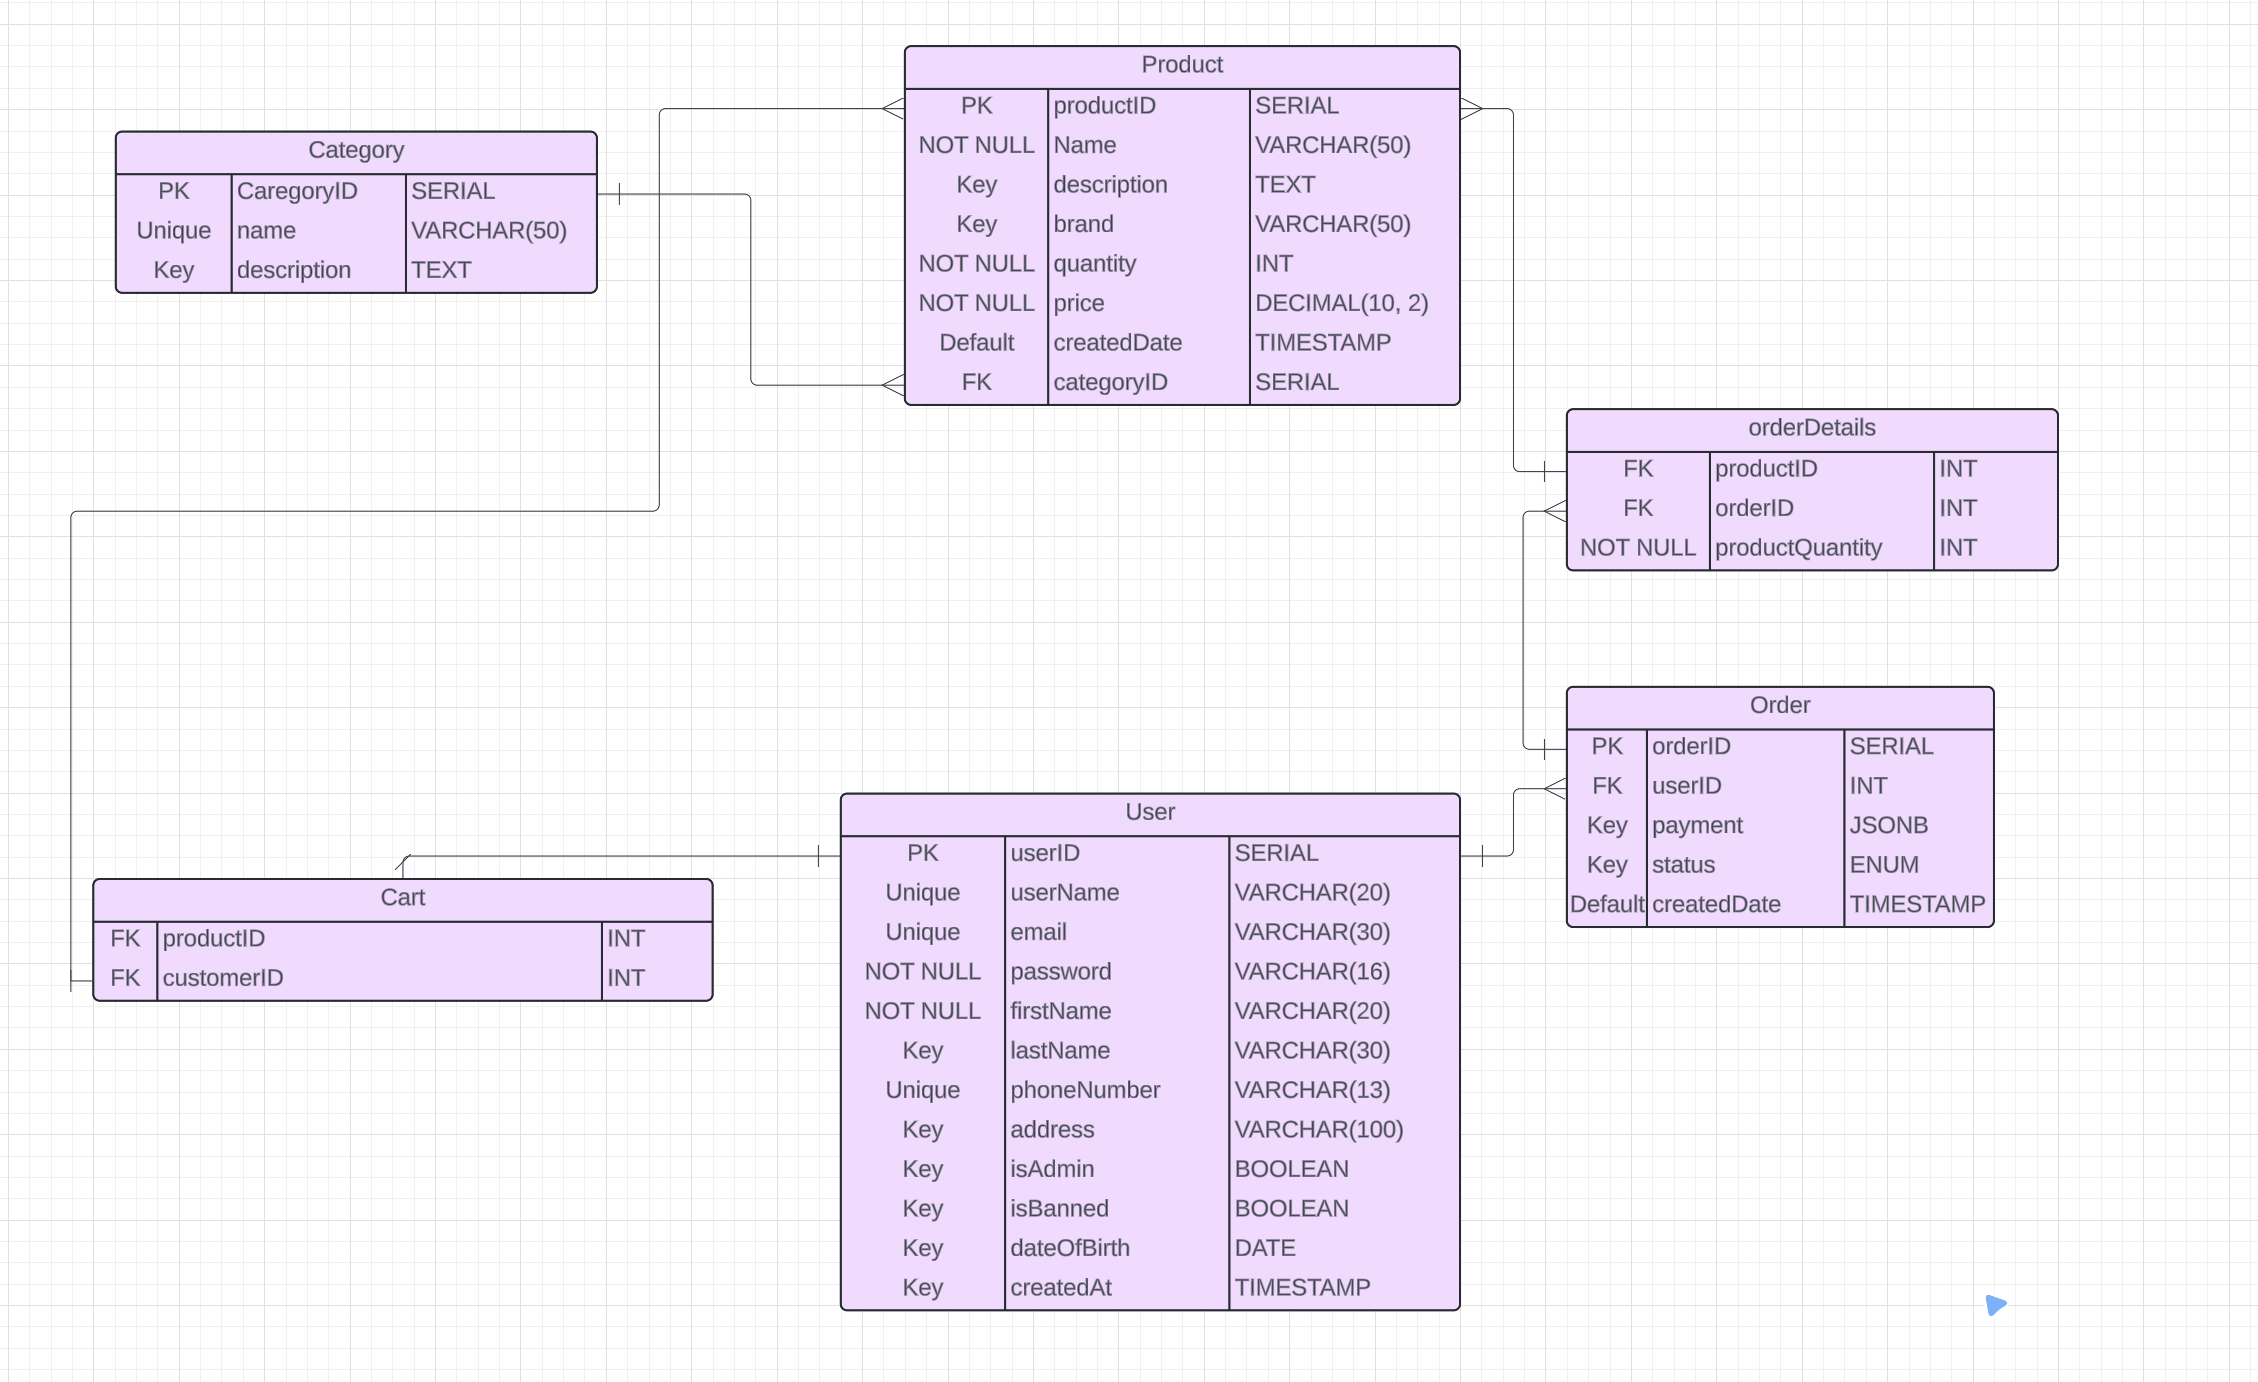 Product
PK productID SERIAL
NOT NULL Name VARCHAR(50)
Key description TEXT
Key brand VARCHAR(50)
NOT NULL quantity INT
NOT NULL price DECIMAL(10, 2)
Default createdDate TIMESTAMP
FK categoryID SERIAL
Category
PK CaregoryID SERIAL
Unique name VARCHAR(50)
Key description TEXT
orderDetails
FK productID INT
FK orderID INT
NOT NULL productQuantity INT
Order
PK orderID SERIAL
FK userID INT
Key payment JSONB
Key status ENUM
Default createdDate TIMESTAMP
User
PK userID SERIAL
Unique userName VARCHAR(20)
Unique email VARCHAR(30)
NOT NULL password VARCHAR(16)
NOT NULL firstName VARCHAR(20)
Key lastName VARCHAR(30)
Unique phoneNumber VARCHAR(13)
Key address VARCHAR(100)
Key isAdmin BOOLEAN
Key isBanned BOOLEAN
Key dateOfBirth DATE
Key createdAt TIMESTAMP
Cart
FK productID INT
FK customerID INT